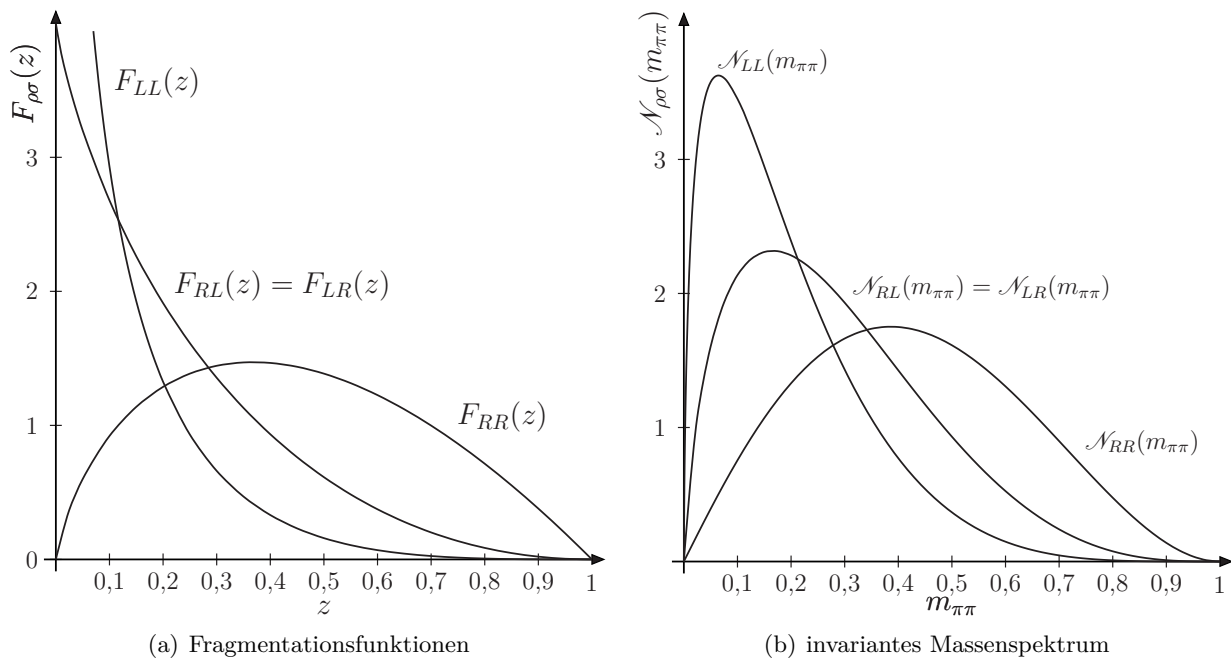 F_{ρσ}(z)
F_{LL}(z)
3
F_{RL}(z) = F_{LR}(z)
2
F_{RR}(z)
1
0
0,1 0,2 0,3 0,4 0,5 0,6 0,7 0,8 0,9 1
z
(a) Fragmentationsfunktionen
𝒩_{ρσ}(m_{ππ})
𝒩_{LL}(m_{ππ})
3
𝒩_{RL}(m_{ππ}) = 𝒩_{LR}(m_{ππ})
2
𝒩_{RR}(m_{ππ})
1
0,1 0,2 0,3 0,4 0,5 0,6 0,7 0,8 0,9 1
m_{ππ}
(b) invariantes Massenspektrum